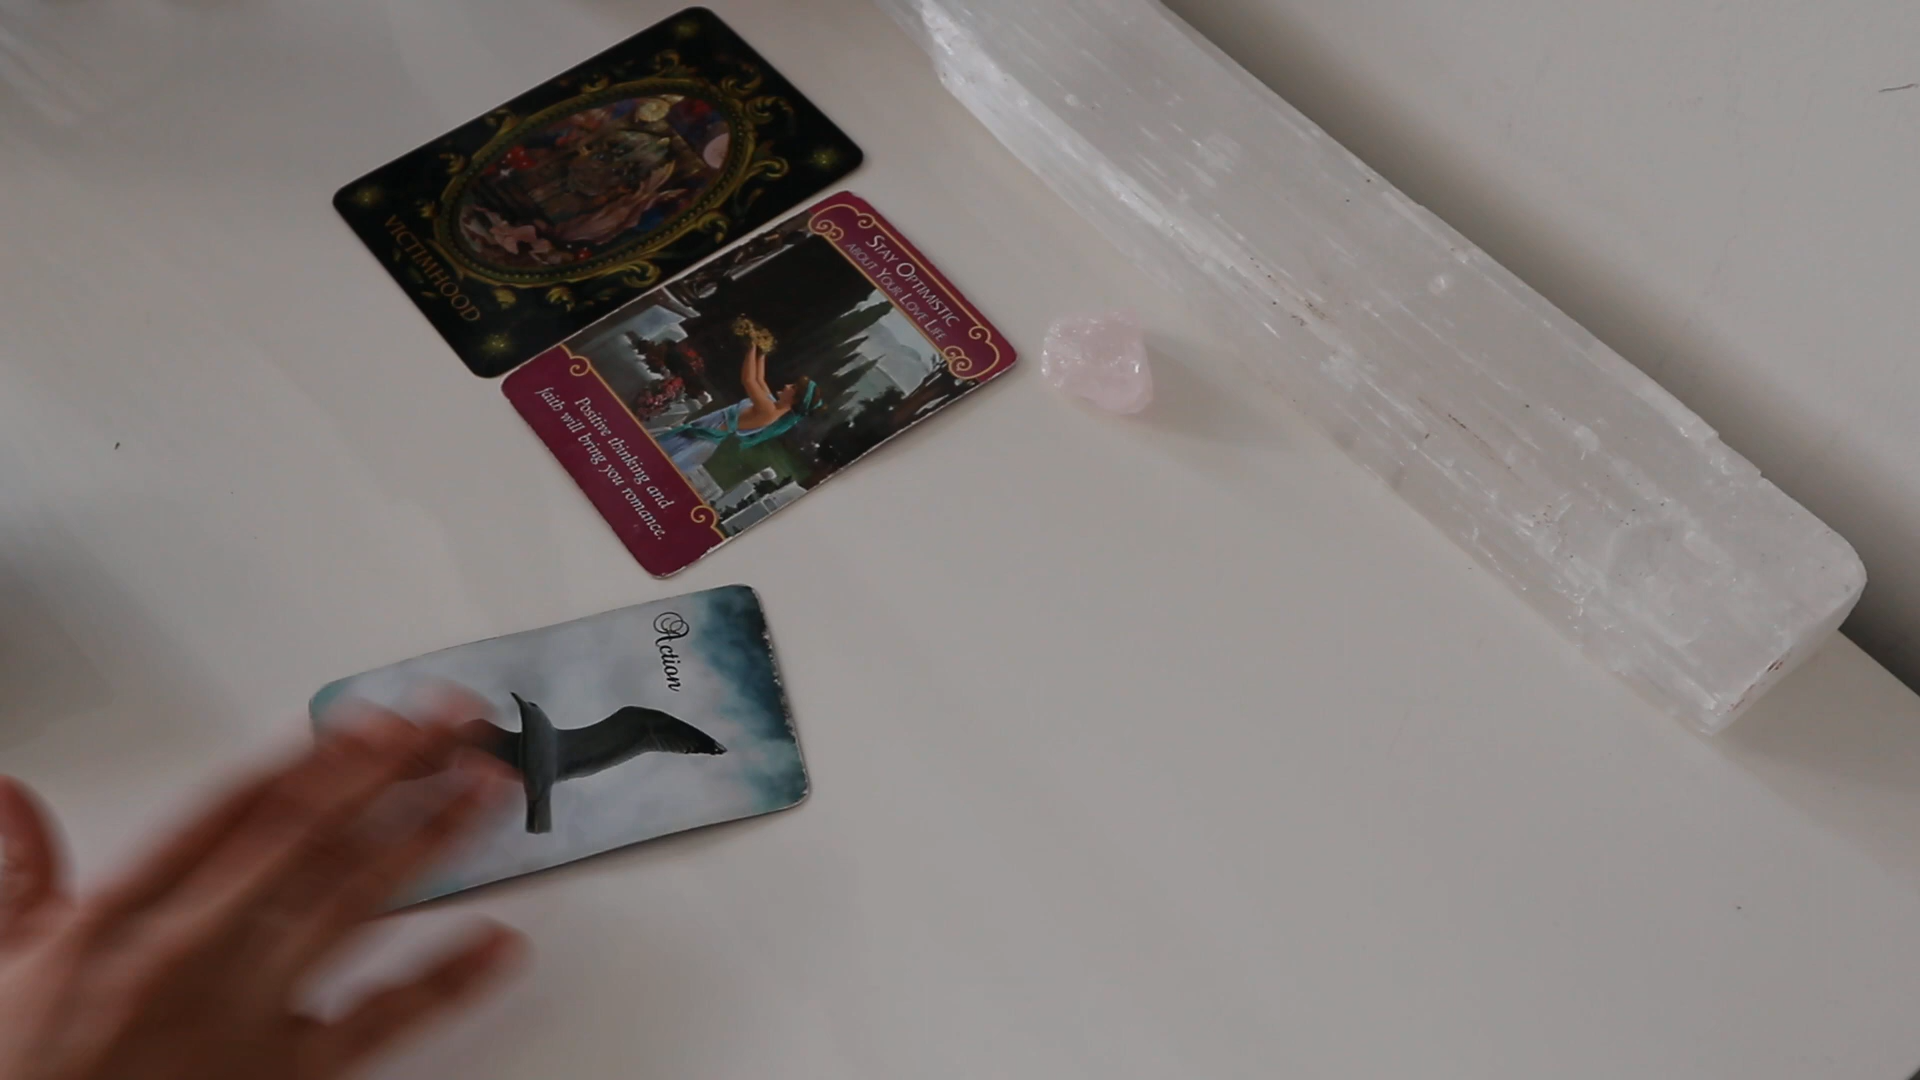 VICTIMHOOD
STAY OPTIMISTIC
ABOUT YOUR LOVE LIFE
Positive thinking and
faith will bring you romance.
Action